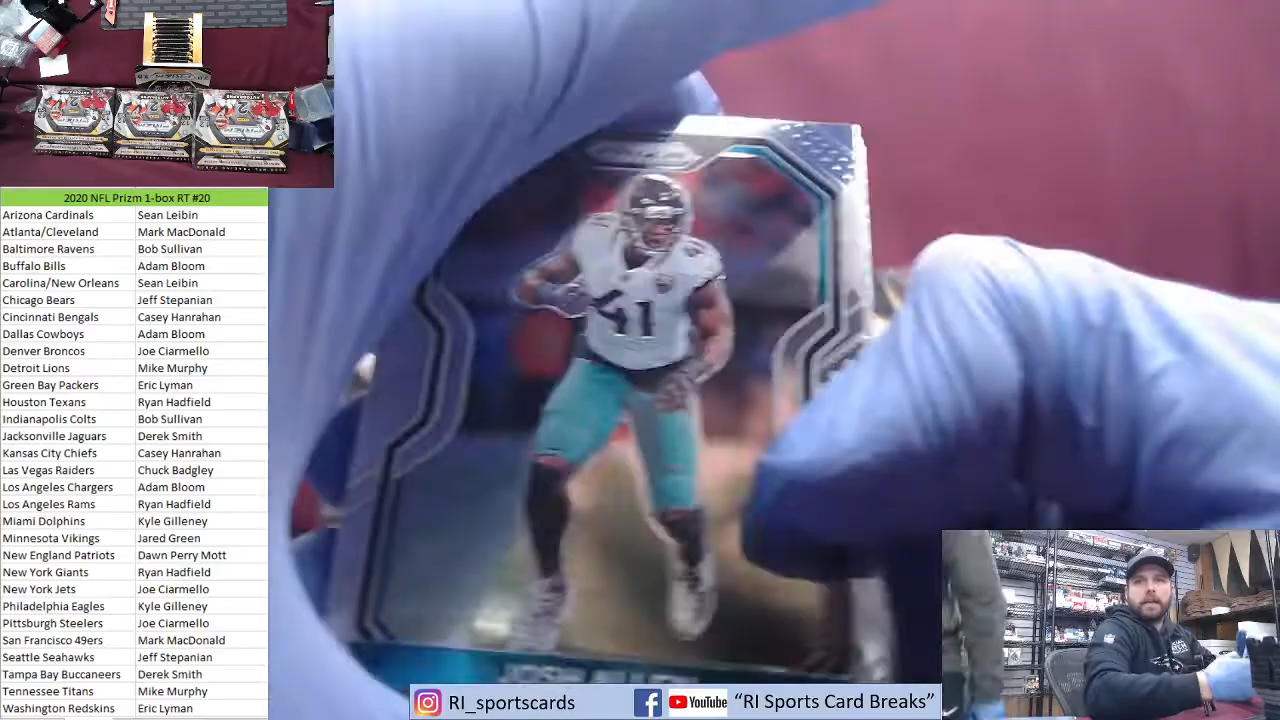 2020 NFL Prizm 1-box RT #20
Arizona Cardinals Sean Leibin
Atlanta/Cleveland Mark MacDonald
Baltimore Ravens Bob Sullivan
Buffalo Bills Adam Bloom
Carolina/New Orleans Sean Leibin
Chicago Bears Jeff Stepanian
Cincinnati Bengals Casey Hanrahan
Dallas Cowboys Adam Bloom
Denver Broncos Joe Ciarmello
Detroit Lions Mike Murphy
Green Bay Packers Eric Lyman
Houston Texans Ryan Hadfield
Indianapolis Colts Bob Sullivan
Jacksonville Jaguars Derek Smith
Kansas City Chiefs Casey Hanrahan
Las Vegas Raiders Chuck Badgley
Los Angeles Chargers Adam Bloom
Los Angeles Rams Ryan Hadfield
Miami Dolphins Kyle Gilleney
Minnesota Vikings Jared Green
New England Patriots Dawn Perry Mott
New York Giants Ryan Hadfield
New York Jets Joe Ciarmello
Philadelphia Eagles Kyle Gilleney
Pittsburgh Steelers Joe Ciarmello
San Francisco 49ers Mark MacDonald
Seattle Seahawks Jeff Stepanian
Tampa Bay Buccaneers Derek Smith
Tennessee Titans Mike Murphy
Washington Redskins Eric Lyman
41
RI_sportscards
YouTube "RI Sports Card Breaks"